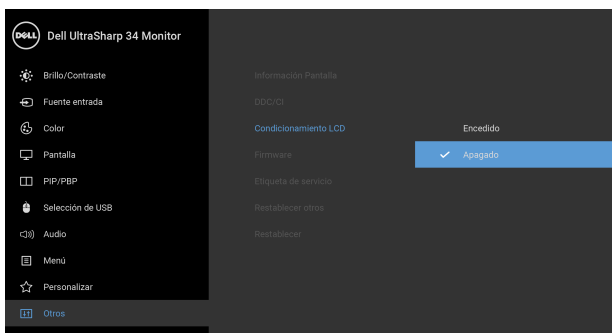 DELL Dell UltraSharp 34 Monitor
Brillo/Contraste
Información Pantalla
Fuente entrada
DDC/CI
Color
Condicionamiento LCD
Encedido
Pantalla
Firmware
Apagado
PIP/PBP
Etiqueta de servicio
Selección de USB
Restablecer otros
Audio
Restablecer
Menú
Personalizar
Otros